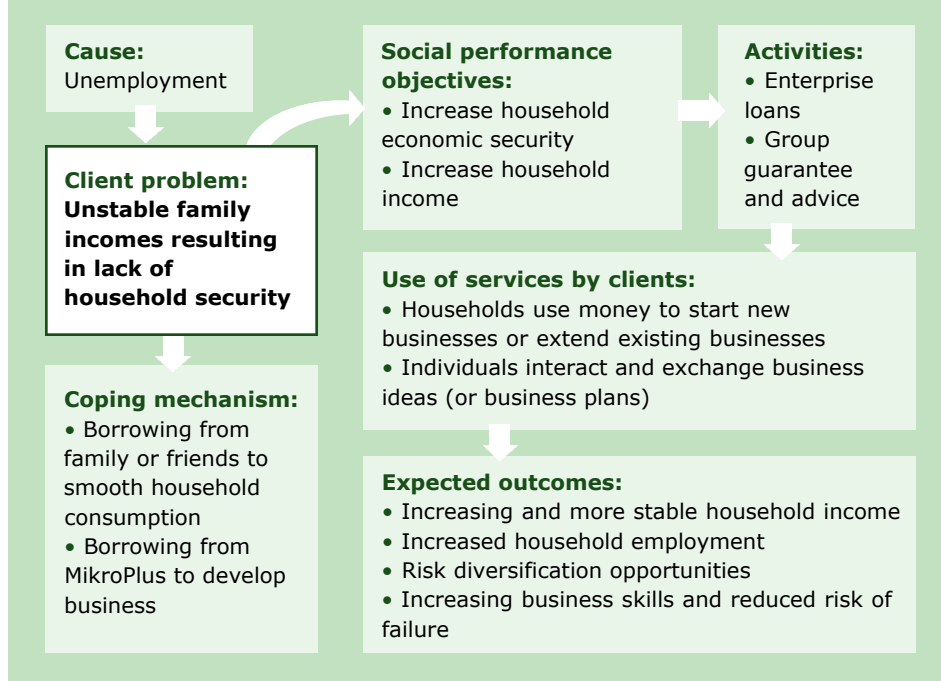 Cause:
Unemployment
Client problem:
Unstable family
incomes resulting
in lack of
household security
Coping mechanism:
• Borrowing from
family or friends to
smooth household
consumption
• Borrowing from
MikroPlus to develop
business
Social performance
objectives:
• Increase household
economic security
• Increase household
income
Activities:
• Enterprise
loans
• Group
guarantee
and advice
Use of services by clients:
• Households use money to start new
businesses or extend existing businesses
• Individuals interact and exchange business
ideas (or business plans)
Expected outcomes:
• Increasing and more stable household income
• Increased household employment
• Risk diversification opportunities
• Increasing business skills and reduced risk of
failure